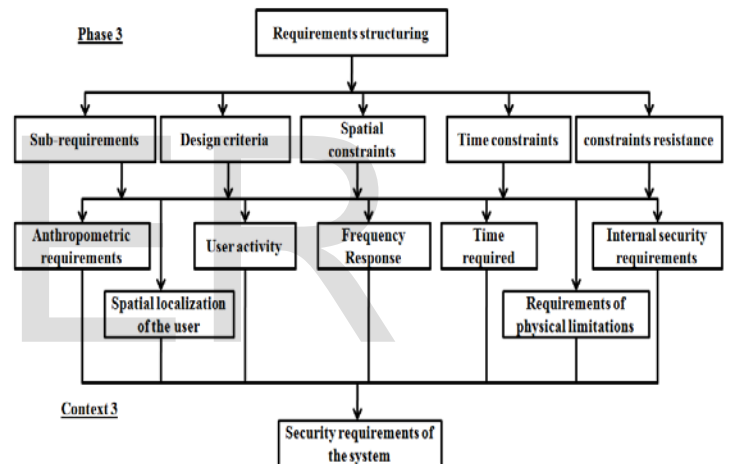 Phase 3
Requirements structuring
Sub-requirements
Design criteria
Spatial
constraints
Time constraints
constraints resistance
Anthropometric
requirements
User activity
Frequency
Response
Time
required
Internal security
requirements
Spatial localization
of the user
Requirements of
physical limitations
Context 3
Security requirements of
the system
ER